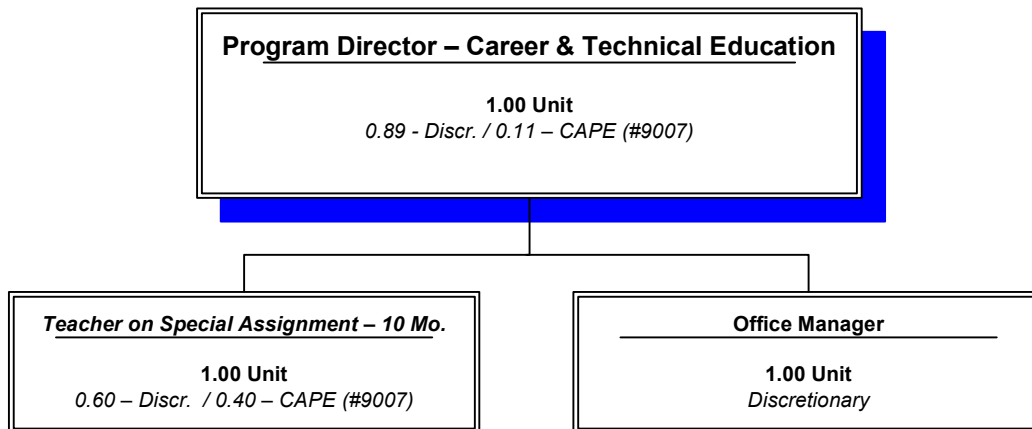 Program Director – Career & Technical Education
1.00 Unit
0.89 - Discr. / 0.11 – CAPE (#9007)
Teacher on Special Assignment – 10 Mo.
1.00 Unit
0.60 – Discr. / 0.40 – CAPE (#9007)
Office Manager
1.00 Unit
Discretionary